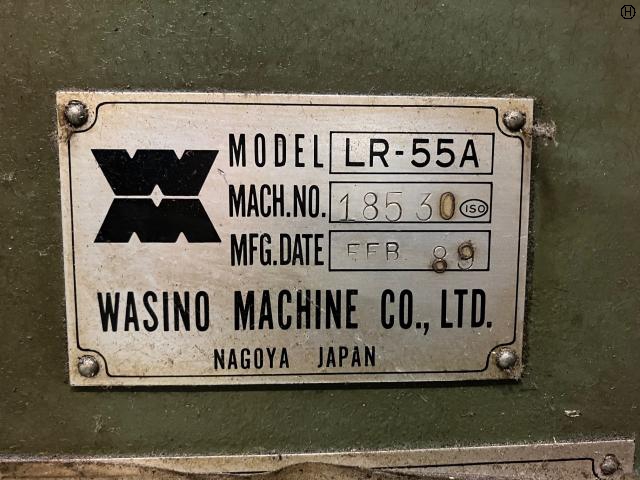 MODEL LR-55A
MACH.NO. 18530 ISO
MFG.DATE FEB. 89
WASINO MACHINE CO., LTD.
NAGOYA JAPAN
H